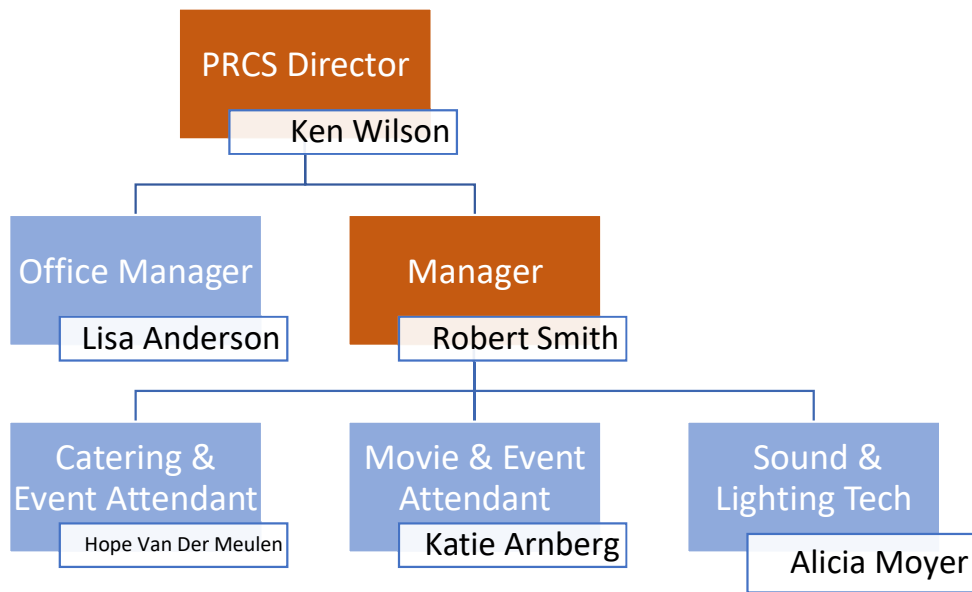 PRCS Director
Ken Wilson
Office Manager
Lisa Anderson
Manager
Robert Smith
Catering &
Event Attendant
Hope Van Der Meulen
Movie & Event
Attendant
Katie Arnberg
Sound &
Lighting Tech
Alicia Moyer